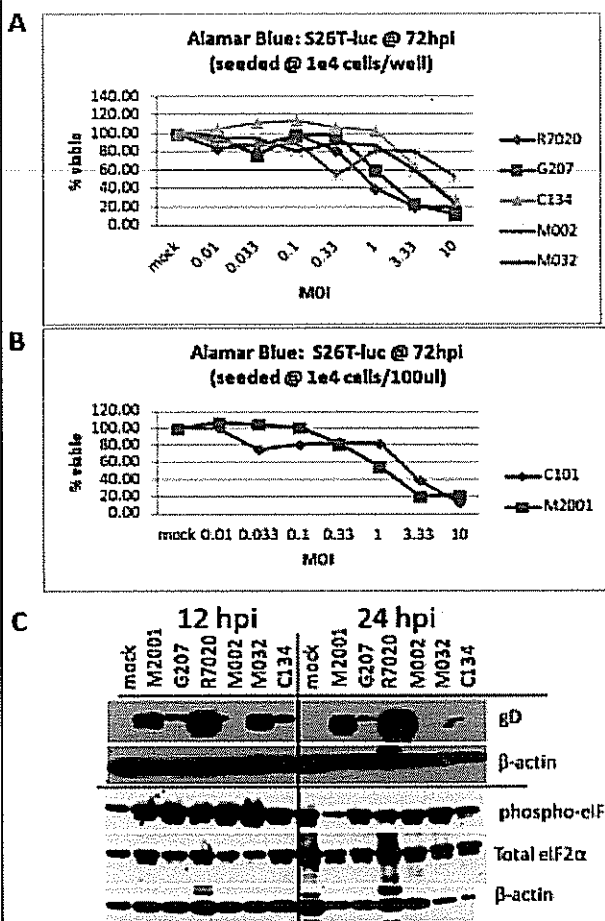 A
Alamar Blue: S26T-luc @ 72hpi
(seeded @ 1e4 cells/well)
140.00
120.00
100.00
80.00
60.00
40.00
20.00
0.00
% viable
mock 0.01 0.033 0.1 0.33 1 3.33 10
MOI
R7020
G207
C134
M002
M032
B
Alamar Blue: S26T-luc @ 72hpi
(seeded @ 1e4 cells/100ul)
120.00
100.00
80.00
60.00
40.00
20.00
0.00
% viable
mock 0.01 0.033 0.1 0.33 1 3.33 10
MOI
C101
M2001
C
12 hpi 24 hpi
mock M2001 G207 R7020 M002 M032 C134 mock M2001 G207 R7020 M002 M032 C134
gD
β-actin
phospho-eIF
Total eIF2α
β-actin